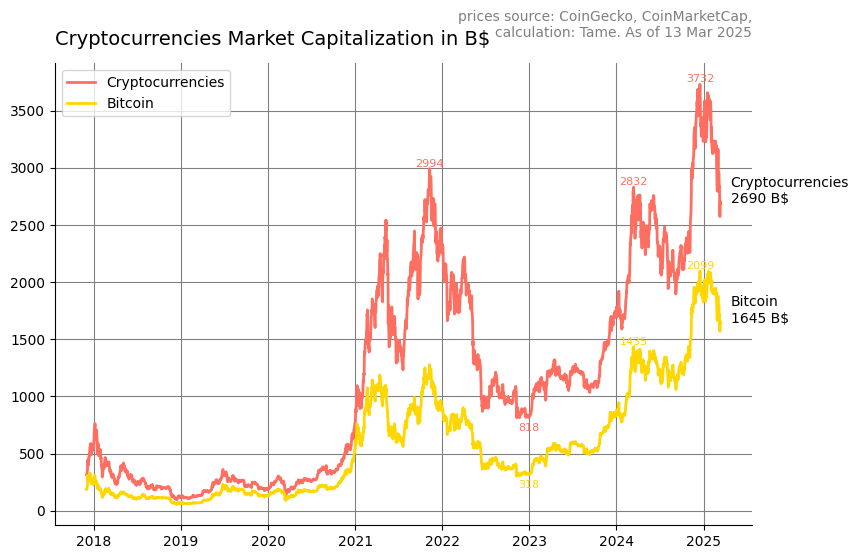 prices source: CoinGecko, CoinMarketCap,
calculation: Tame. As of 13 Mar 2025
Cryptocurrencies Market Capitalization in B$
Cryptocurrencies
Bitcoin
3732
2994
2832
2099
1435
818
318
Cryptocurrencies
2690 B$
Bitcoin
1645 B$
3500
3000
2500
2000
1500
1000
500
0
2018 2019 2020 2021 2022 2023 2024 2025